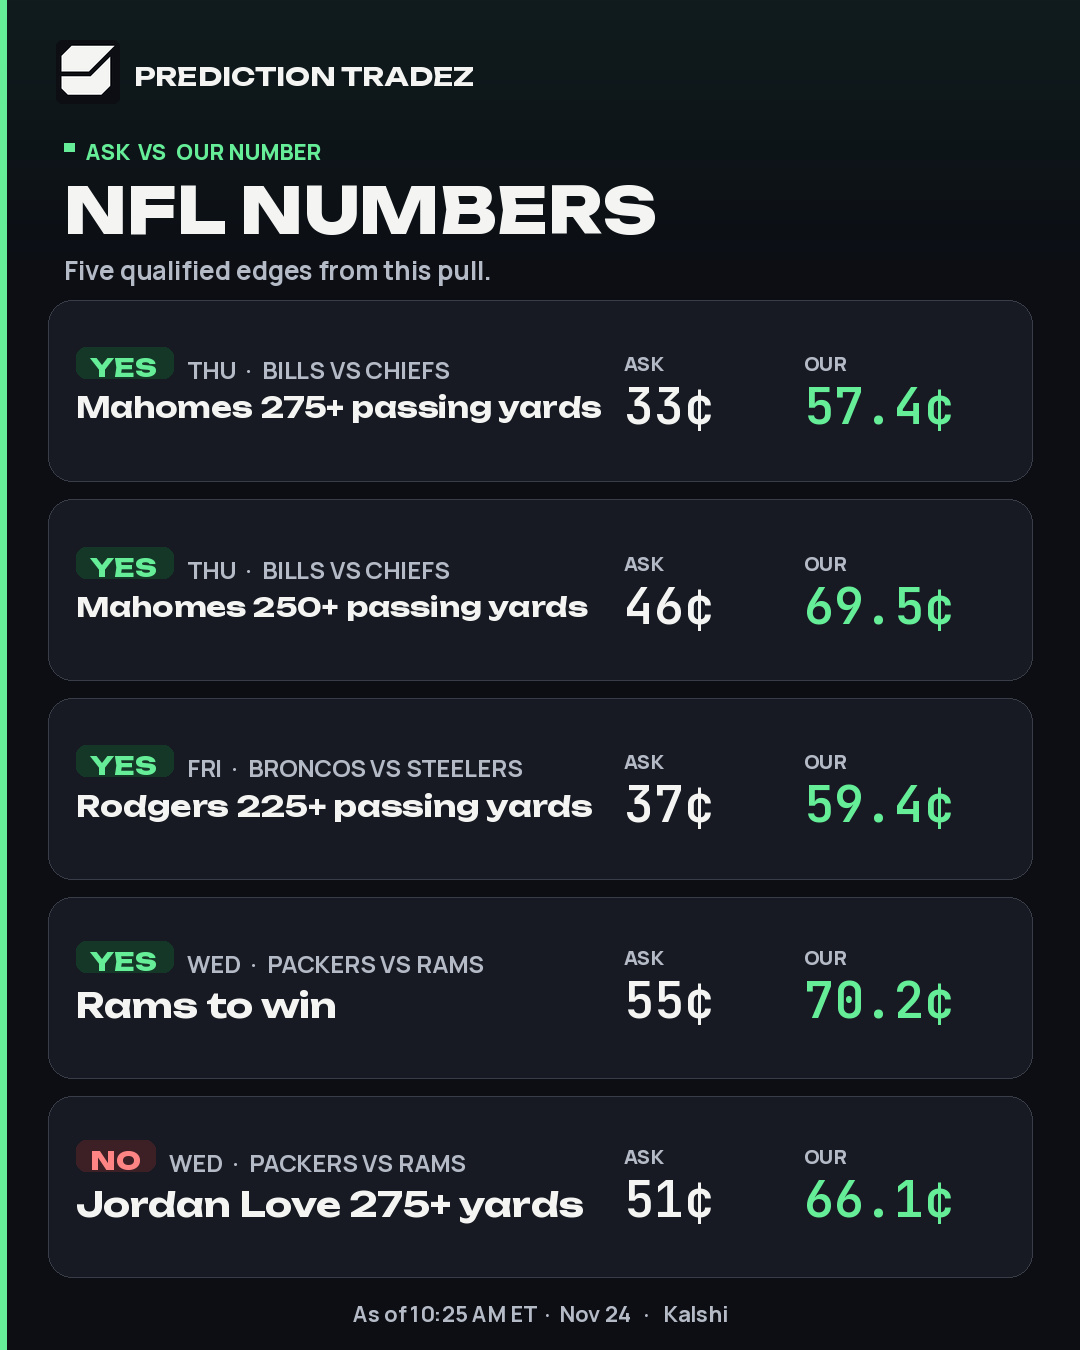 PREDICTION TRADEZ
ASK VS OUR NUMBER
NFL NUMBERS
Five qualified edges from this pull.
YES THU · BILLS VS CHIEFS
Mahomes 275+ passing yards
ASK
33¢
OUR
57.4¢
YES THU · BILLS VS CHIEFS
Mahomes 250+ passing yards
ASK
46¢
OUR
69.5¢
YES FRI · BRONCOS VS STEELERS
Rodgers 225+ passing yards
ASK
37¢
OUR
59.4¢
YES WED · PACKERS VS RAMS
Rams to win
ASK
55¢
OUR
70.2¢
NO WED · PACKERS VS RAMS
Jordan Love 275+ yards
ASK
51¢
OUR
66.1¢
As of 10:25 AM ET · Nov 24 · Kalshi